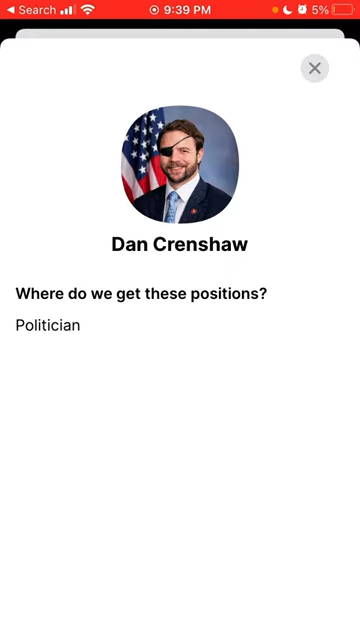 Search 9:39 PM 5%
Dan Crenshaw
Where do we get these positions?
Politician